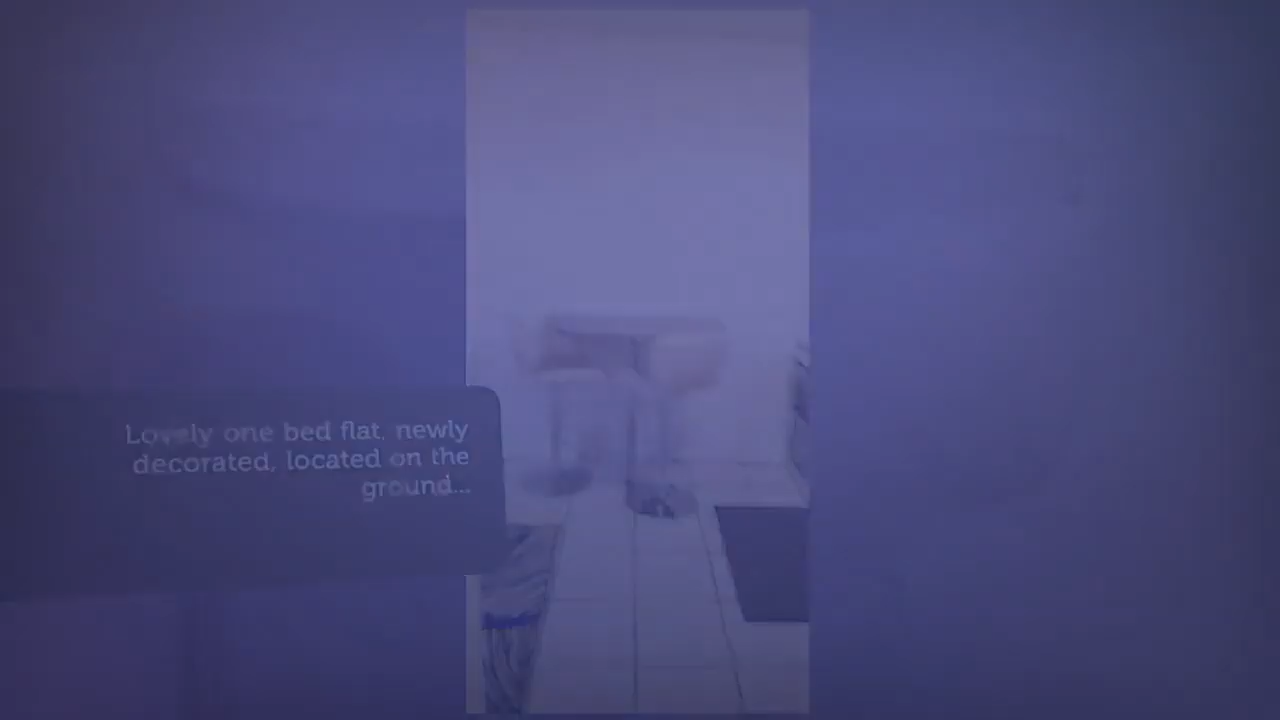 Lovely one bed flat, newly
decorated, located on the
ground...